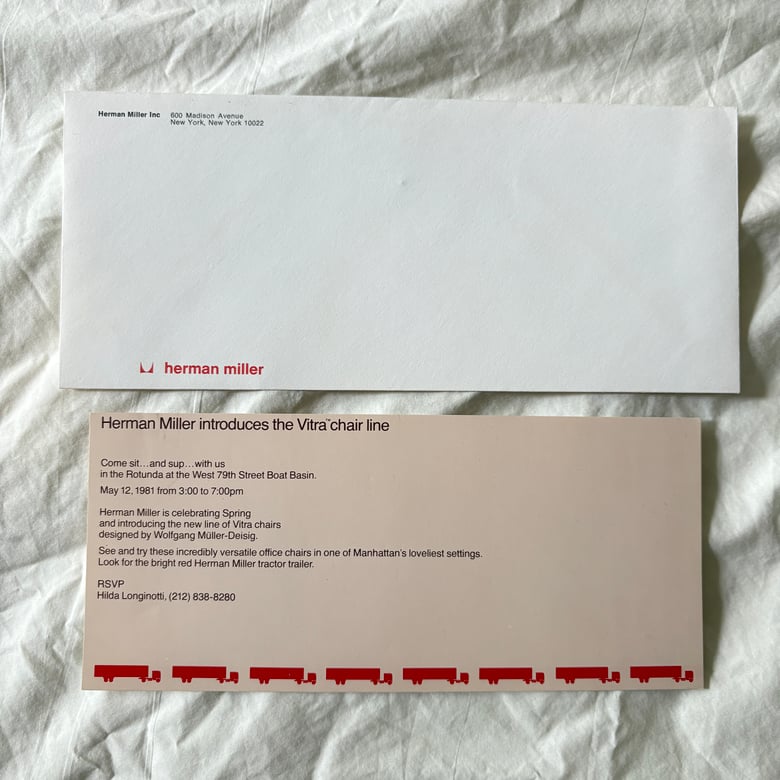 Herman Miller Inc 600 Madison Avenue
New York, New York 10022
herman miller
Herman Miller introduces the Vitra™ chair line
Come sit...and sup...with us
in the Rotunda at the West 79th Street Boat Basin.
May 12, 1981 from 3:00 to 7:00pm
Herman Miller is celebrating Spring
and introducing the new line of Vitra chairs
designed by Wolfgang Müller-Deisig.
See and try these incredibly versatile office chairs in one of Manhattan's loveliest settings.
Look for the bright red Herman Miller tractor trailer.
RSVP
Hilda Longinotti, (212) 838-8280